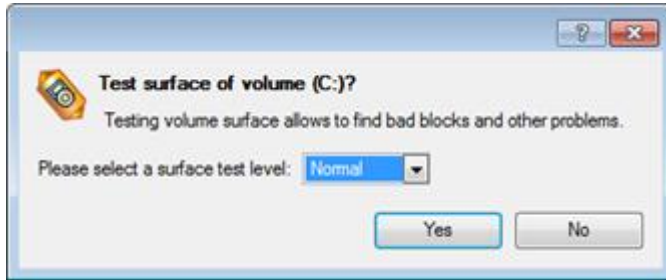 ?
Test surface of volume (C:)?
Testing volume surface allows to find bad blocks and other problems.
Please select a surface test level: Normal
Yes No